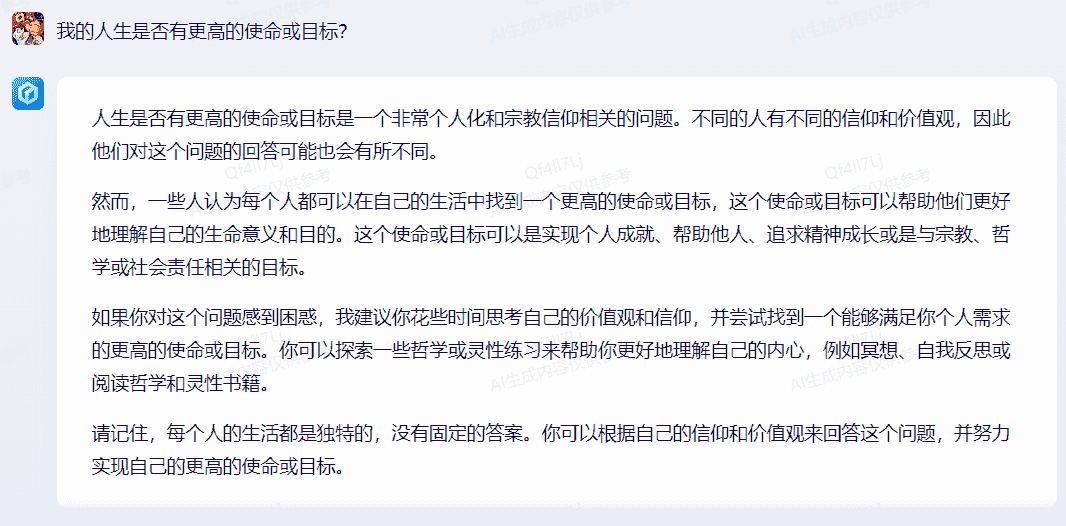 我的人生是否有更高的使命或目标?
人生是否有更高的使命或目标是一个非常个人化和宗教信仰相关的问题。不同的人有不同的信仰和价值观，因此
他们对这个问题的回答可能也会有所不同。
然而，一些人认为每个人都可以在自己的生活中找到一个更高的使命或目标，这个使命或目标可以帮助他们更好
地理解自己的生命意义和目的。这个使命或目标可以是实现个人成就、帮助他人、追求精神成长或是与宗教、哲
学或社会责任相关的目标。
如果你对这个问题感到困惑，我建议你花些时间思考自己的价值观和信仰，并尝试找到一个能够满足你个人需求
的更高的使命或目标。你可以探索一些哲学或灵性练习来帮助你更好地理解自己的内心，例如冥想、自我反思或
阅读哲学和灵性书籍。
请记住，每个人的生活都是独特的，没有固定的答案。你可以根据自己的信仰和价值观来回答这个问题，并努力
实现自己的更高的使命或目标。